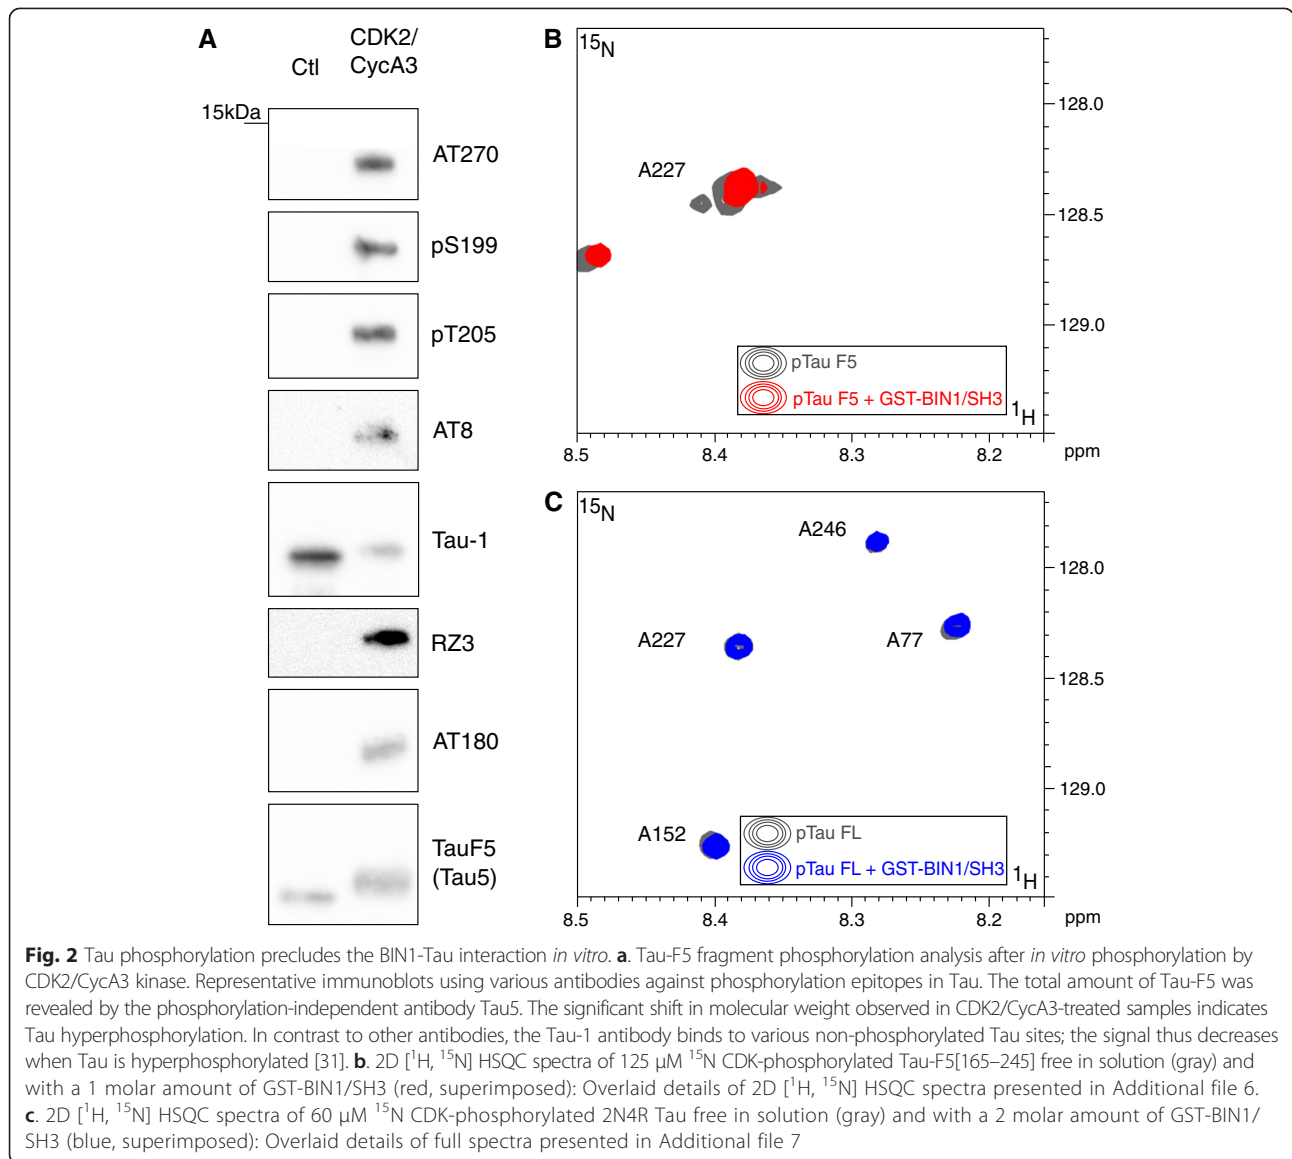 A
Ctl
CDK2/
CycA3
15kDa
AT270
pS199
pT205
AT8
Tau-1
RZ3
AT180
TauF5
(Tau5)
B
15N
A227
128.0
128.5
129.0
pTau F5
pTau F5 + GST-BIN1/SH3
1H
8.5
8.4
8.3
8.2
ppm
C
15N
A246
A227
A77
A152
128.0
128.5
129.0
pTau FL
pTau FL + GST-BIN1/SH3
1H
8.5
8.4
8.3
8.2
ppm
Fig. 2 Tau phosphorylation precludes the BIN1-Tau interaction in vitro. a. Tau-F5 fragment phosphorylation analysis after in vitro phosphorylation by
CDK2/CycA3 kinase. Representative immunoblots using various antibodies against phosphorylation epitopes in Tau. The total amount of Tau-F5 was
revealed by the phosphorylation-independent antibody Tau5. The significant shift in molecular weight observed in CDK2/CycA3-treated samples indicates
Tau hyperphosphorylation. In contrast to other antibodies, the Tau-1 antibody binds to various non-phosphorylated Tau sites; the signal thus decreases
when Tau is hyperphosphorylated [31]. b. 2D [1H, 15N] HSQC spectra of 125 μM 15N CDK-phosphorylated Tau-F5[165–245] free in solution (gray) and
with a 1 molar amount of GST-BIN1/SH3 (red, superimposed): Overlaid details of 2D [1H, 15N] HSQC spectra presented in Additional file 6.
c. 2D [1H, 15N] HSQC spectra of 60 μM 15N CDK-phosphorylated 2N4R Tau free in solution (gray) and with a 2 molar amount of GST-BIN1/
SH3 (blue, superimposed): Overlaid details of full spectra presented in Additional file 7